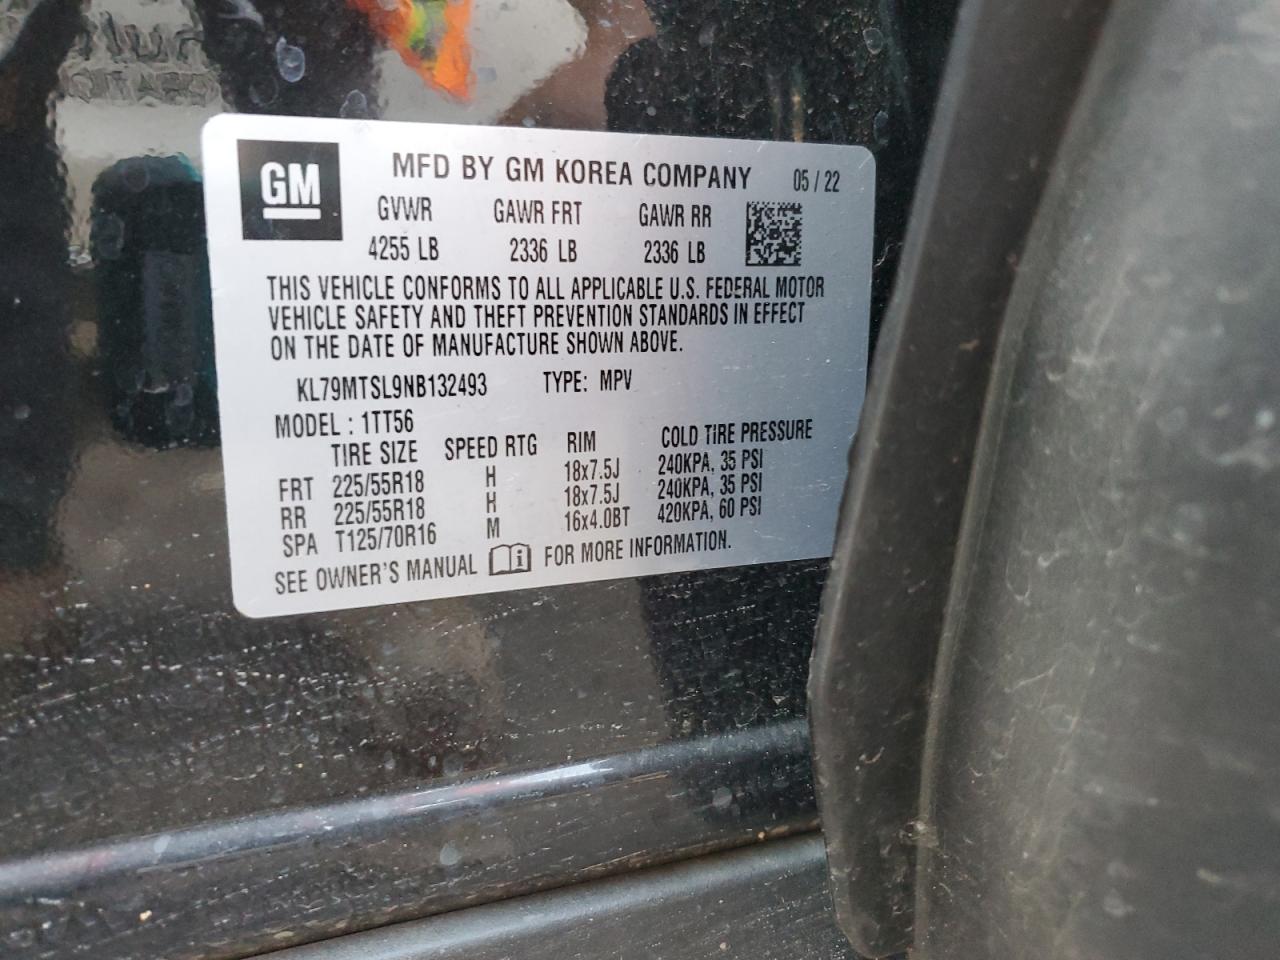 GM
MFD BY GM KOREA COMPANY 05 / 22
GVWR GAWR FRT GAWR RR
4255 LB 2336 LB 2336 LB
THIS VEHICLE CONFORMS TO ALL APPLICABLE U.S. FEDERAL MOTOR
VEHICLE SAFETY AND THEFT PREVENTION STANDARDS IN EFFECT
ON THE DATE OF MANUFACTURE SHOWN ABOVE.
KL79MTSL9NB132493 TYPE: MPV
MODEL : 1TT56
TIRE SIZE SPEED RTG RIM COLD TIRE PRESSURE
FRT 225/55R18 H 18x7.5J 240KPA, 35 PSI
RR 225/55R18 H 18x7.5J 240KPA, 35 PSI
SPA T125/70R16 M 16x4.0BT 420KPA, 60 PSI
SEE OWNER'S MANUAL FOR MORE INFORMATION.